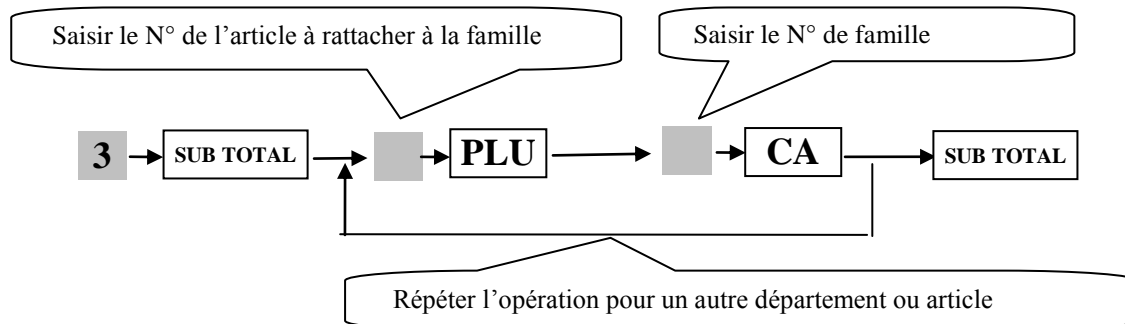 Saisir le N° de l’article à rattacher à la famille
Saisir le N° de famille
3 SUB TOTAL PLU CA SUB TOTAL
Répéter l’opération pour un autre département ou article